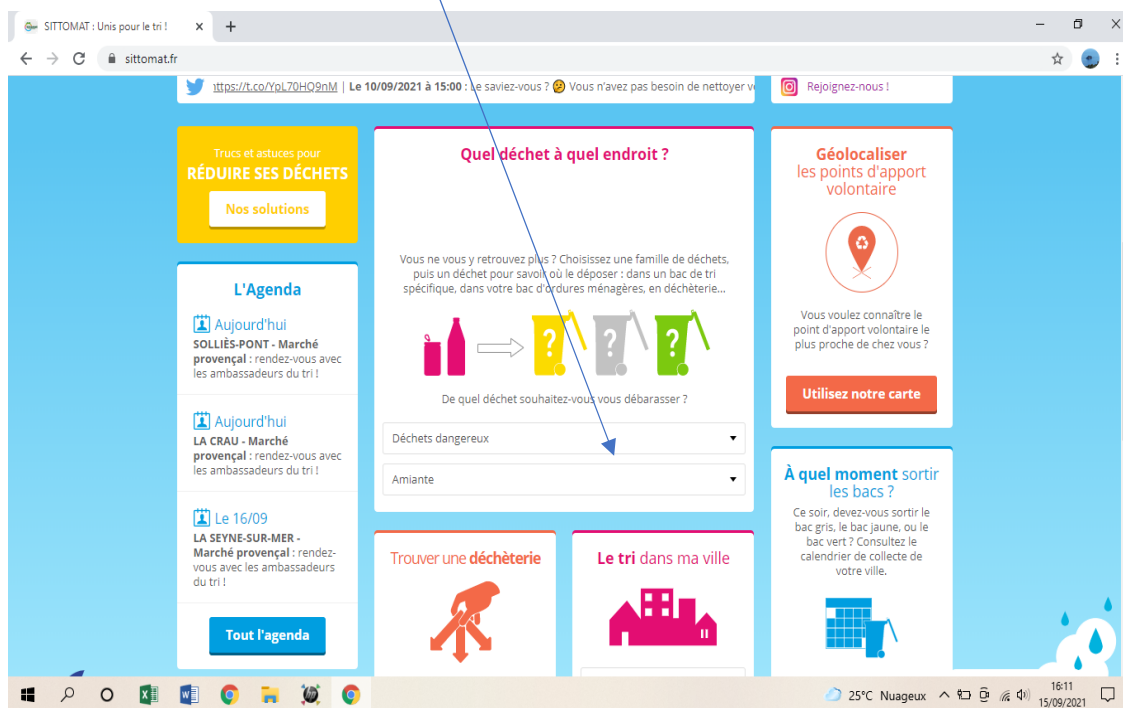 SITTOMAT : Unis pour le tri !
sittomat.fr
https://t.co/YpL70HQ9nM | Le 10/09/2021 à 15:00 : Le saviez-vous ? 🤔 Vous n'avez pas besoin de nettoyer
Rejoignez-nous !
Trucs et astuces pour
RÉDUIRE SES DÉCHETS
Nos solutions
L'Agenda
Aujourd'hui
SOLLIÈS-PONT - Marché
provençal : rendez-vous avec
les ambassadeurs du tri !
Aujourd'hui
LA CRAU - Marché
provençal : rendez-vous avec
les ambassadeurs du tri !
Le 16/09
LA SEYNE-SUR-MER -
Marché provençal : rendez-
vous avec les ambassadeurs
du tri !
Tout l'agenda
Quel déchet à quel endroit ?
Vous ne vous y retrouvez plus ? Choisissez une famille de déchets,
puis un déchet pour savoir où le déposer : dans un bac de tri
spécifique, dans votre bac d'ordures ménagères, en déchèterie...
? ? ?
De quel déchet souhaitez-vous vous débarasser ?
Déchets dangereux
Amiante
Trouver une déchèterie
Le tri dans ma ville
Géolocaliser
les points d'apport
volontaire
Vous voulez connaître le
point d'apport volontaire le
plus proche de chez vous ?
Utilisez notre carte
À quel moment sortir
les bacs ?
Ce soir, devez-vous sortir le
bac gris, le bac jaune, ou le
bac vert ? Consultez le
calendrier de collecte de
votre ville.
25°C Nuageux
16:11
15/09/2021